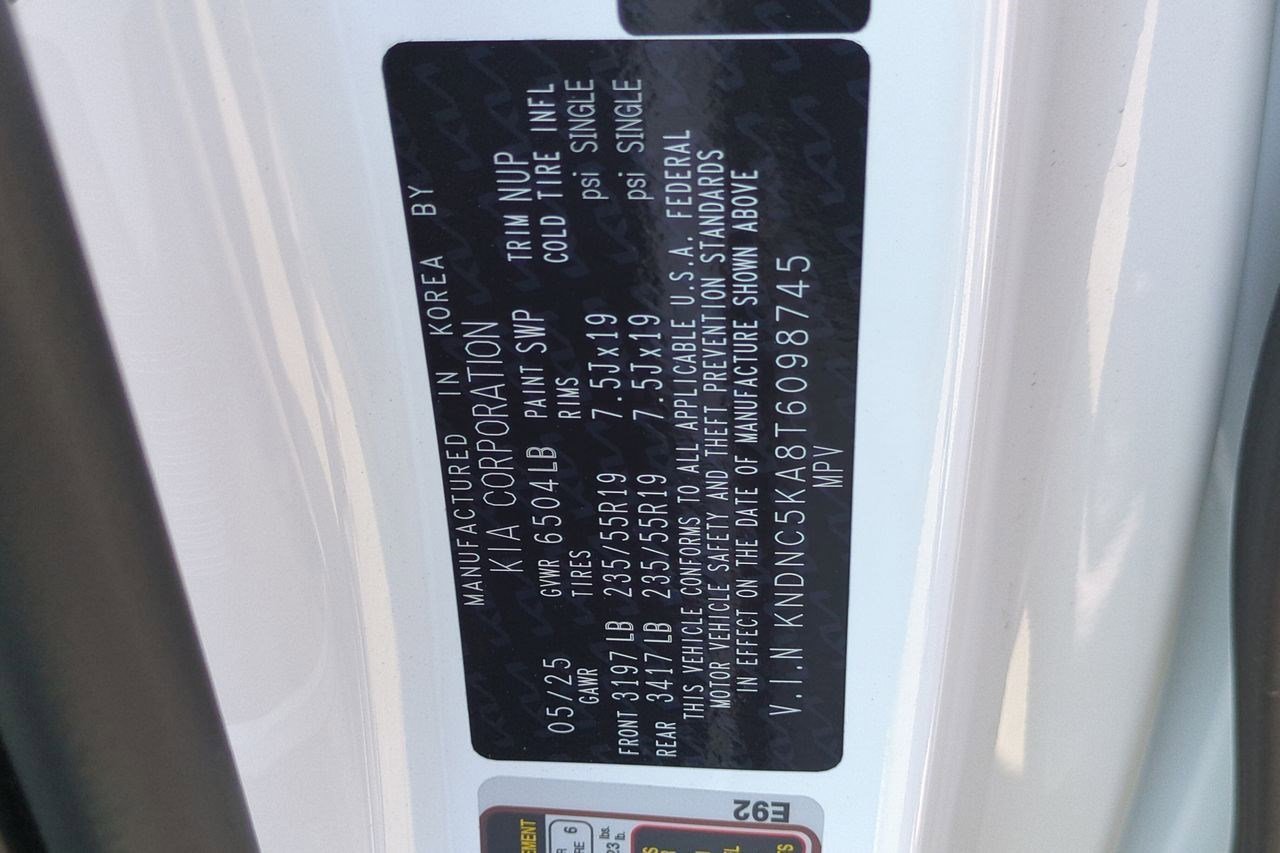 MANUFACTURED IN KOREA BY
KIA CORPORATION
05/25 GVWR 6504LB PAINT SWP TRIM NUP
GAWR TIRES RIMS COLD TIRE INFL
FRONT 3197LB 235/55R19 7.5Jx19 psi SINGLE
REAR 3417LB 235/55R19 7.5Jx19 psi SINGLE
THIS VEHICLE CONFORMS TO ALL APPLICABLE U.S.A. FEDERAL
MOTOR VEHICLE SAFETY AND THEFT PREVENTION STANDARDS
IN EFFECT ON THE DATE OF MANUFACTURE SHOWN ABOVE
V.I.N KNDNC5KA8T6098745
MPV
E92
6